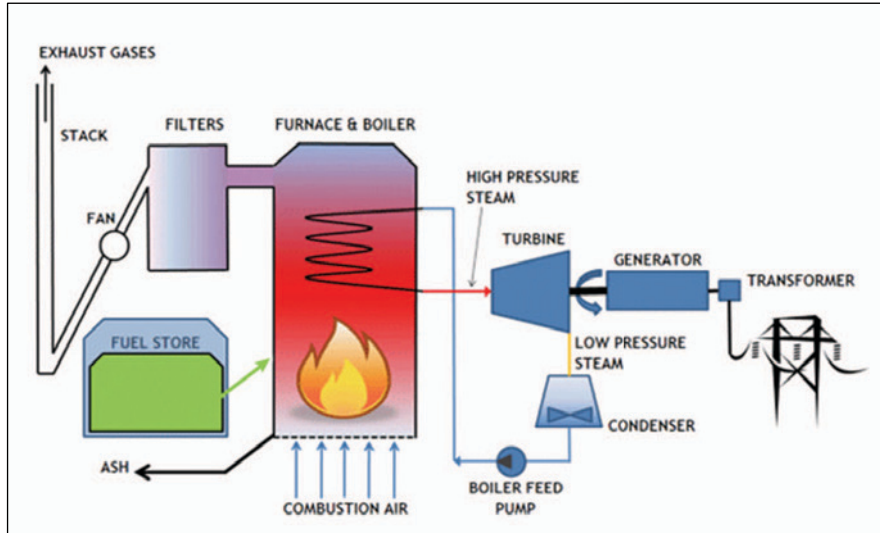 EXHAUST GASES
STACK
FILTERS
FURNACE & BOILER
FAN
HIGH PRESSURE
STEAM
TURBINE
GENERATOR
TRANSFORMER
FUEL STORE
LOW PRESSURE
STEAM
CONDENSER
ASH
COMBUSTION AIR
BOILER FEED
PUMP